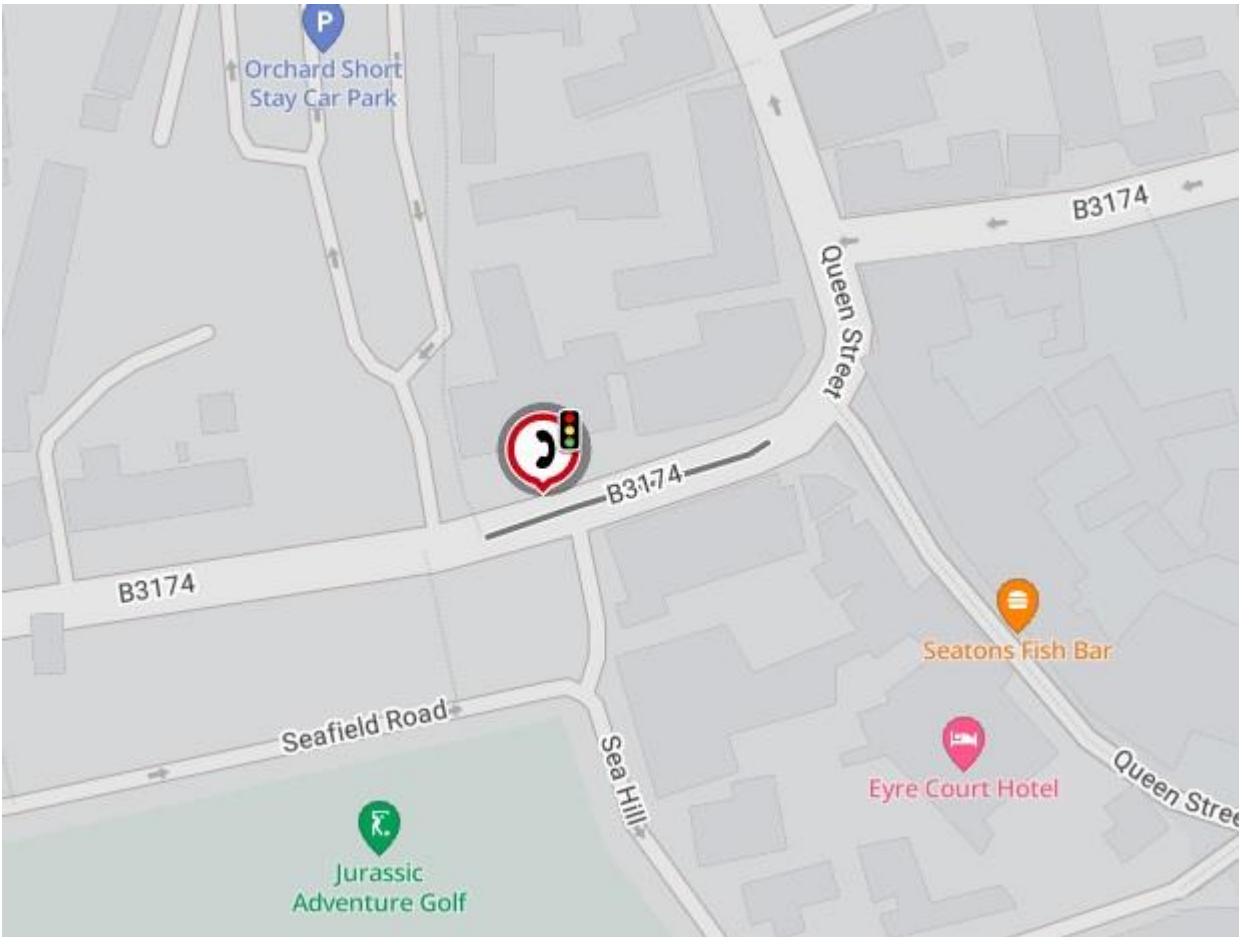 P
Orchard Short
Stay Car Park
B3174
Queen Street
B3174
B3174
Seatons Fish Bar
Seafield Road
Sea Hill
Eyre Court Hotel
Queen Stree
Jurassic
Adventure Golf